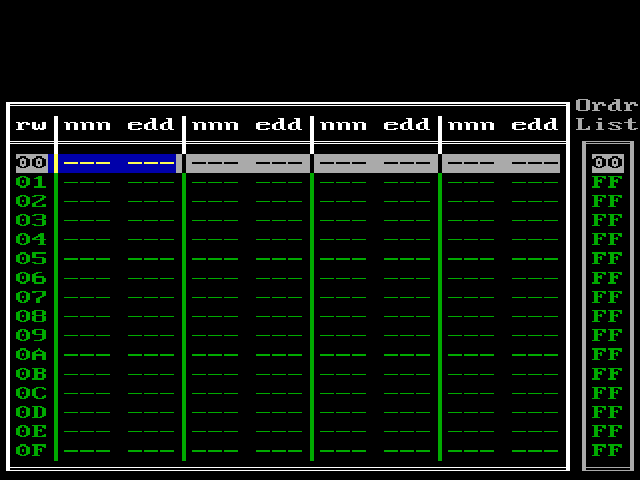 Ordr
rw nnn edd nnn edd nnn edd nnn edd List
00 --- --- --- --- --- --- --- --- 00
01 --- --- --- --- --- --- --- --- FF
02 --- --- --- --- --- --- --- --- FF
03 --- --- --- --- --- --- --- --- FF
04 --- --- --- --- --- --- --- --- FF
05 --- --- --- --- --- --- --- --- FF
06 --- --- --- --- --- --- --- --- FF
07 --- --- --- --- --- --- --- --- FF
08 --- --- --- --- --- --- --- --- FF
09 --- --- --- --- --- --- --- --- FF
0A --- --- --- --- --- --- --- --- FF
0B --- --- --- --- --- --- --- --- FF
0C --- --- --- --- --- --- --- --- FF
0D --- --- --- --- --- --- --- --- FF
0E --- --- --- --- --- --- --- --- FF
0F --- --- --- --- --- --- --- --- FF